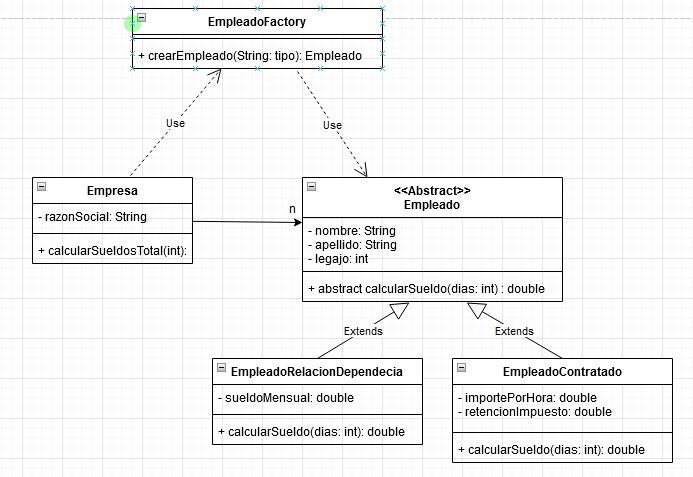 EmpleadoFactory
+ crearEmpleado(String: tipo): Empleado
Use
Use
Empresa
- razonSocial: String
+ calcularSueldosTotal(int):
n
<<Abstract>>
Empleado
- nombre: String
- apellido: String
- legajo: int
+ abstract calcularSueldo(dias: int) : double
Extends
Extends
EmpleadoRelacionDependecia
- sueldoMensual: double
+ calcularSueldo(dias: int): double
EmpleadoContratado
- importePorHora: double
- retencionImpuesto: double
+ calcularSueldo(dias: int): double